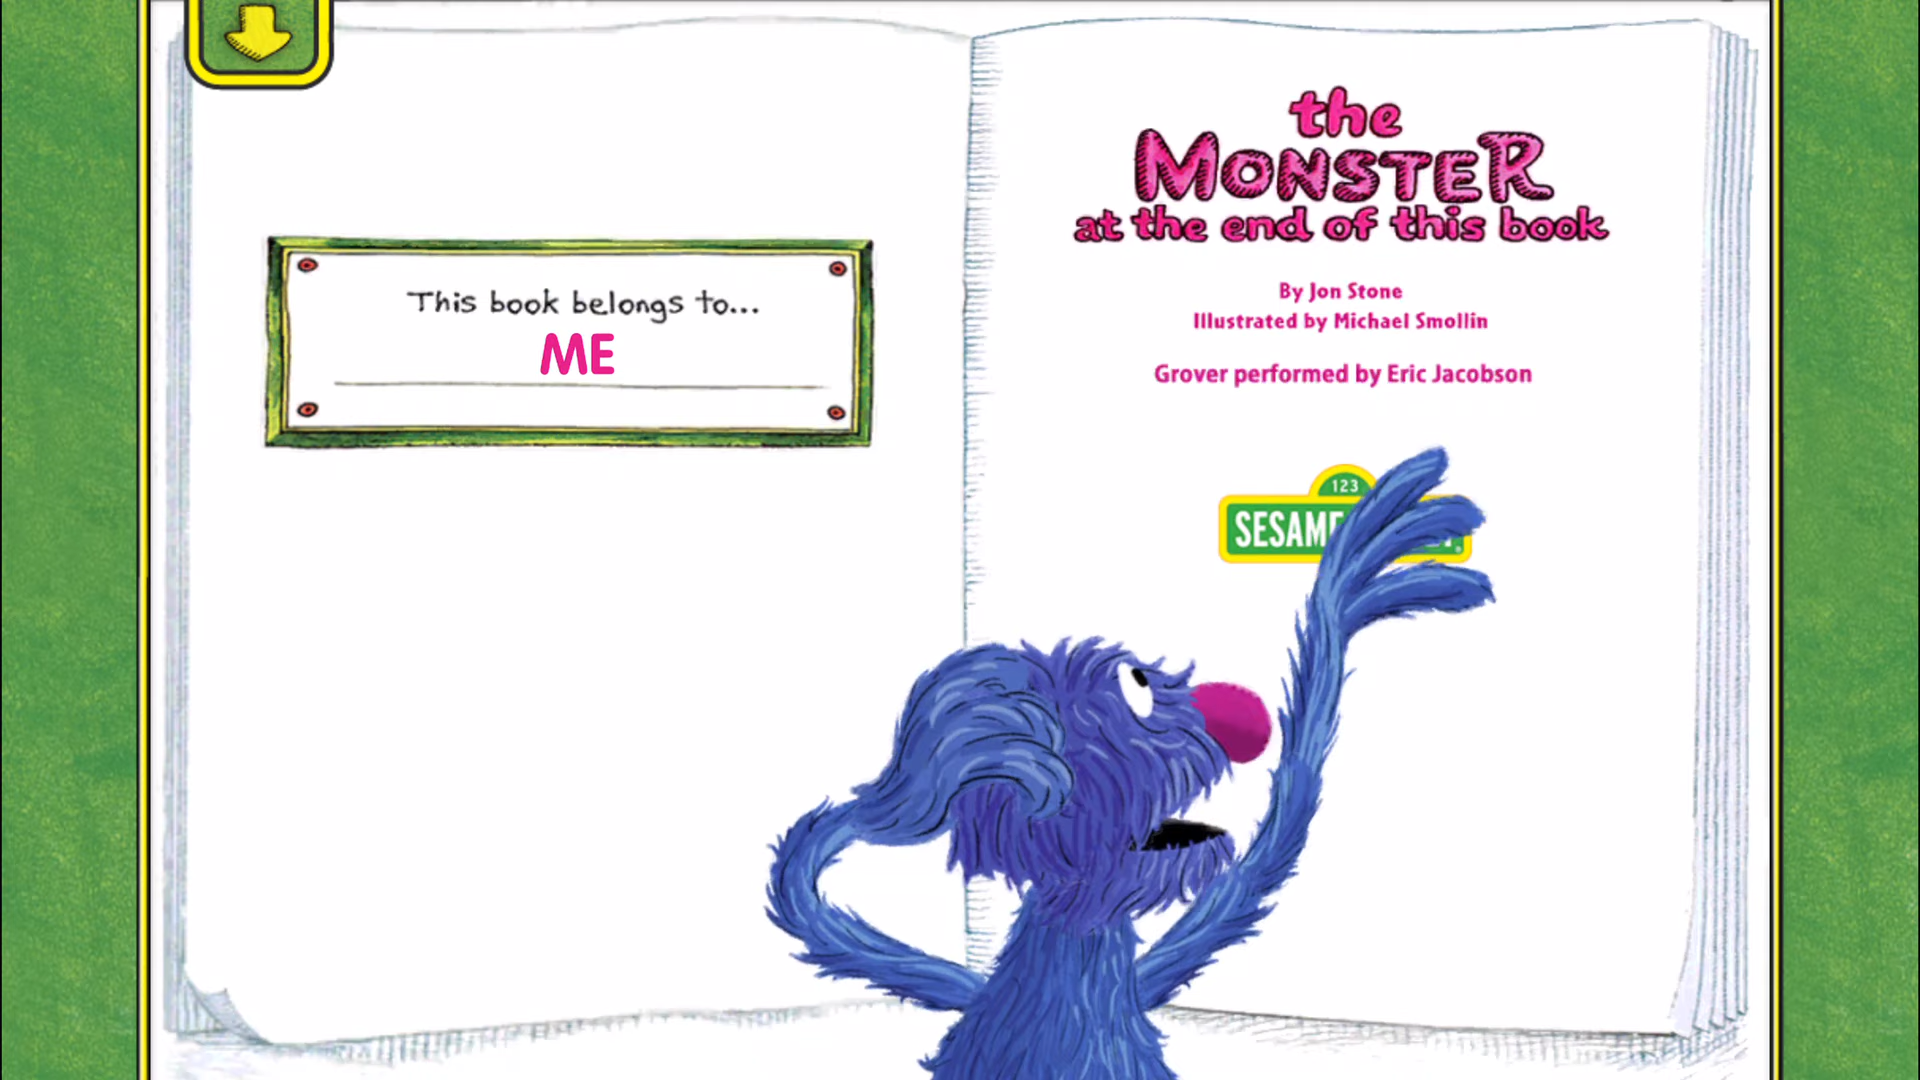 This book belongs to...
ME
the
MONSTER
at the end of this book
By Jon Stone
Illustrated by Michael Smollin
Grover performed by Eric Jacobson
123
SESAME